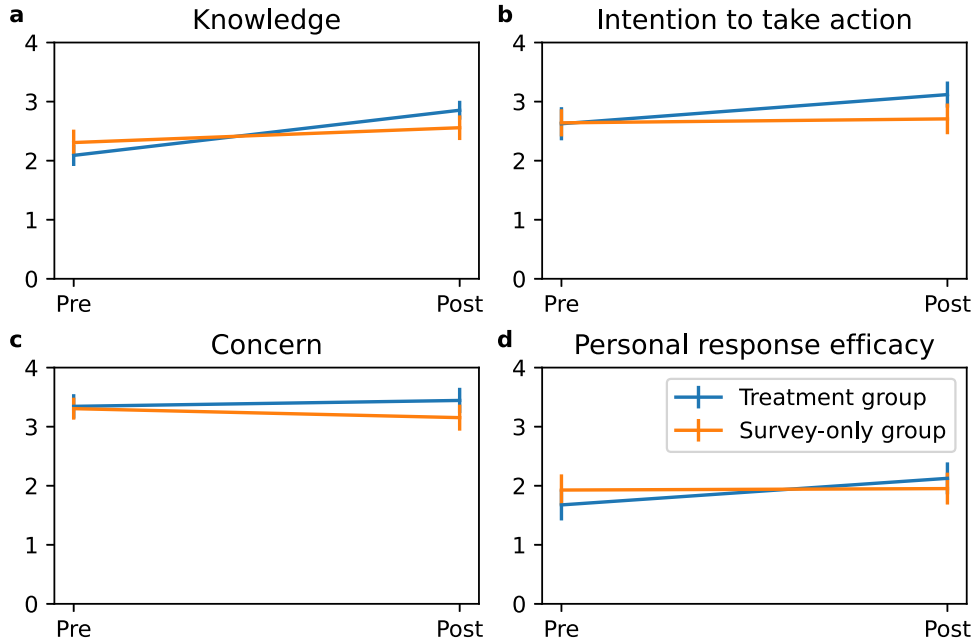 a Knowledge
4
3
2
1
0
Pre Post
b Intention to take action
4
3
2
1
0
Pre Post
c Concern
4
3
2
1
0
Pre Post
d Personal response efficacy
4
3
2
1
0
Treatment group
Survey-only group
Pre Post